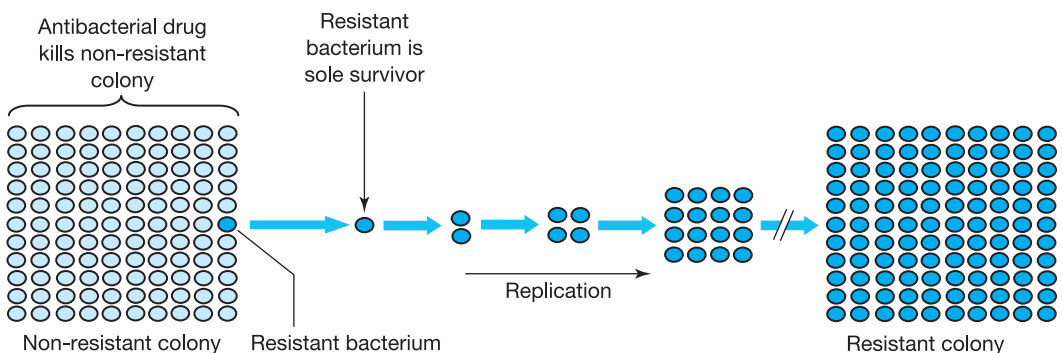 Antibacterial drug
kills non-resistant
colony
Resistant
bacterium is
sole survivor
Replication
Non-resistant colony
Resistant bacterium
Resistant colony